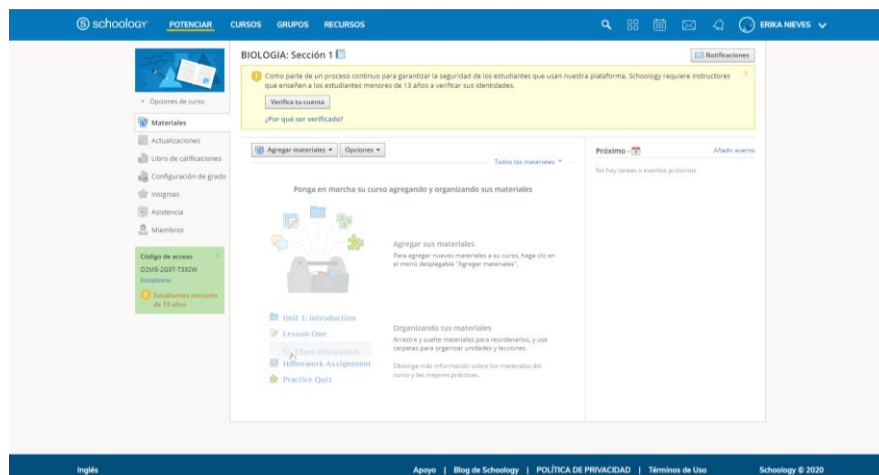 schoology POTENCIAR CURSOS GRUPOS RECURSOS ERIKA NIEVES
BIOLOGIA: Sección 1
Notificaciones
Como parte de un proceso continuo para garantizar la seguridad de los estudiantes que usan nuestra plataforma, Schoology requiere instructores
que enseñen a los estudiantes menores de 13 años a verificar sus identidades.
Verifica tu cuenta
¿Por qué ser verificado?
Opciones de curso
Materiales
Actualizaciones
Libro de calificaciones
Configuración de grado
Insignias
Asistencia
Miembros
Código de acceso
Restablecer
Estudiantes menores
de 13 años
Agregar materiales Opciones
Todos los materiales
Ponga en marcha su curso agregando y organizando sus materiales
Agregar sus materiales
Para agregar nuevos materiales a su curso, haga clic en
el menú desplegable "Agregar materiales".
Unit 1: Introduction
Lesson One
Class Discussion
Homework Assignment
Practice Quiz
Organizando tus materiales
Arrastre y suelte materiales para reordenarlos, y use
carpetas para organizar unidades y lecciones.
Obtenga más información sobre los materiales del
curso y las mejores prácticas.
Próximo - Añadir evento
No hay tareas o eventos próximos
Inglés Apoyo | Blog de Schoology | POLÍTICA DE PRIVACIDAD | Términos de Uso Schoology © 2020